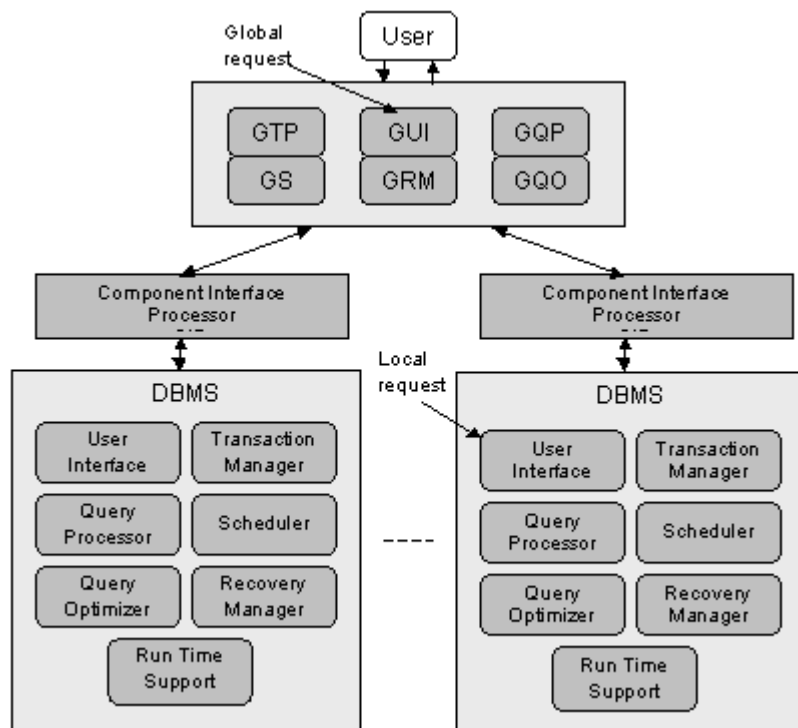 User
Global
request
GTP
GUI
GQP
GS
GRM
GQO
Component Interface
Processor
Component Interface
Processor
Local
request
DBMS
User
Interface
Transaction
Manager
Query
Processor
Scheduler
Query
Optimizer
Recovery
Manager
Run Time
Support
----
DBMS
User
Interface
Transaction
Manager
Query
Processor
Scheduler
Query
Optimizer
Recovery
Manager
Run Time
Support